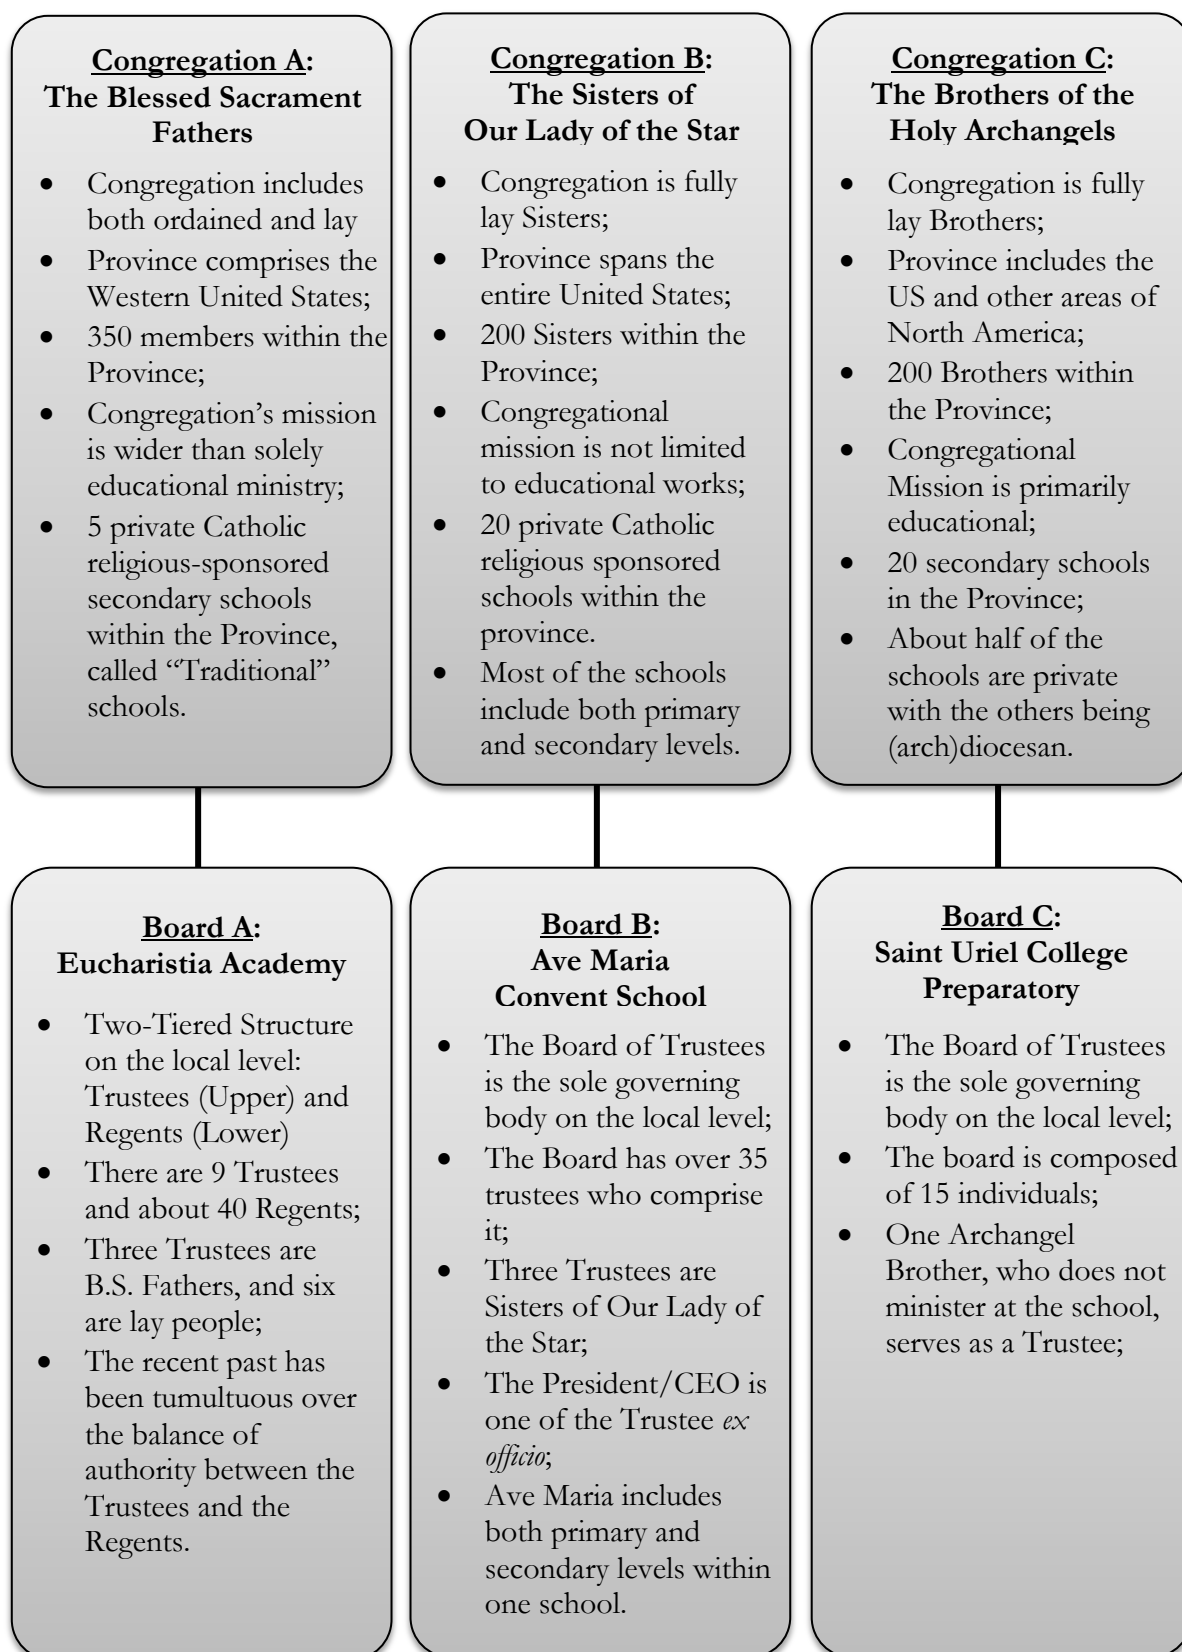 Congregation A:
The Blessed Sacrament
Fathers
• Congregation includes
both ordained and lay
• Province comprises the
Western United States;
• 350 members within the
Province;
• Congregation’s mission
is wider than solely
educational ministry;
• 5 private Catholic
religious-sponsored
secondary schools
within the Province,
called “Traditional”
schools.
Congregation B:
The Sisters of
Our Lady of the Star
• Congregation is fully
lay Sisters;
• Province spans the
entire United States;
• 200 Sisters within the
Province;
• Congregational
mission is not limited
to educational works;
• 20 private Catholic
religious sponsored
schools within the
province.
• Most of the schools
include both primary
and secondary levels.
Congregation C:
The Brothers of the
Holy Archangels
• Congregation is fully
lay Brothers;
• Province includes the
US and other areas of
North America;
• 200 Brothers within
the Province;
• Congregational
Mission is primarily
educational;
• 20 secondary schools
in the Province;
• About half of the
schools are private
with the others being
(arch)diocesan.
Board A:
Eucharistia Academy
• Two-Tiered Structure
on the local level:
Trustees (Upper) and
Regents (Lower)
• There are 9 Trustees
and about 40 Regents;
• Three Trustees are
B.S. Fathers, and six
are lay people;
• The recent past has
been tumultuous over
the balance of
authority between the
Trustees and the
Regents.
Board B:
Ave Maria
Convent School
• The Board of Trustees
is the sole governing
body on the local level;
• The Board has over 35
trustees who comprise
it;
• Three Trustees are
Sisters of Our Lady of
the Star;
• The President/CEO is
one of the Trustee ex
officio;
• Ave Maria includes
both primary and
secondary levels within
one school.
Board C:
Saint Uriel College
Preparatory
• The Board of Trustees
is the sole governing
body on the local level;
• The board is composed
of 15 individuals;
• One Archangel
Brother, who does not
minister at the school,
serves as a Trustee;